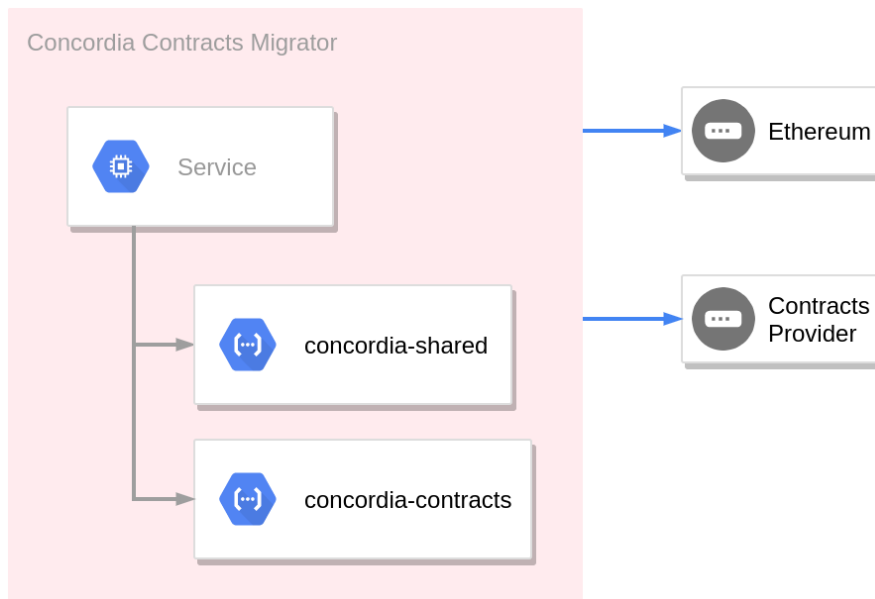 Concordia Contracts Migrator
Service
concordia-shared
concordia-contracts
Ethereum
Contracts
Provider